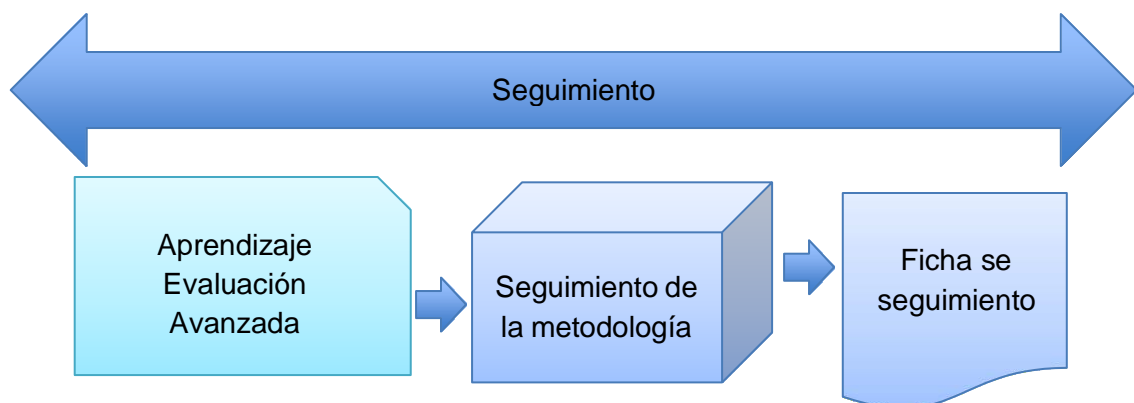 Seguimiento
Aprendizaje
Evaluación
Avanzada
Seguimiento de
la metodología
Ficha se
seguimiento